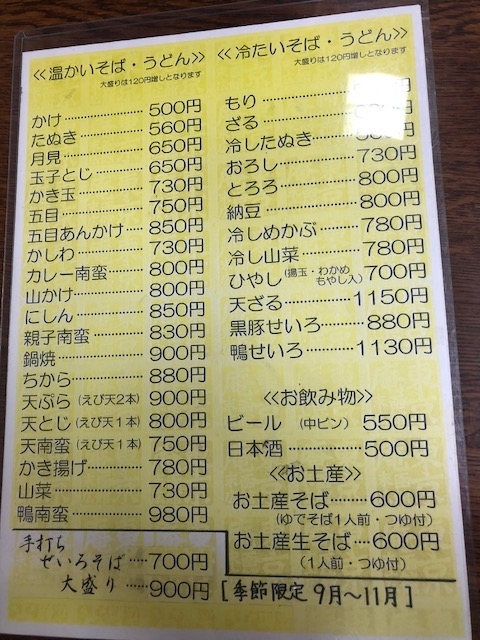 ≪温かいそば・うどん≫
大盛りは120円増しとなります
かけ……………500円
たぬき…………560円
月見……………650円
玉子とじ………650円
かき玉…………730円
五目……………750円
五目あんかけ…850円
かしわ…………730円
カレー南蛮……800円
山かけ…………800円
にしん…………850円
親子南蛮………830円
鍋焼……………900円
ちから…………880円
天ぷら(えび天2本) 900円
天とじ(えび天1本) 800円
天南蛮(えび天1本) 750円
かき揚げ………780円
山菜……………730円
鴨南蛮…………980円
手打ち
せいろそば……700円
大盛り……900円
[季節限定 9月〜11月]
≪冷たいそば・うどん≫
大盛りは120円増しとなります
もり……………円
ざる……………円
冷したぬき……円
おろし…………730円
とろろ…………800円
納豆……………800円
冷しめかぶ……780円
冷し山菜………780円
ひやし(揚玉・わかめ もやし入) 700円
天ざる…………1150円
黒豚せいろ……880円
鴨せいろ………1130円
≪お飲み物≫
ビール (中ビン) 550円
日本酒…………500円
≪お土産≫
お土産そば……600円
(ゆでそば1人前・つゆ付)
お土産生そば…600円
(1人前・つゆ付)